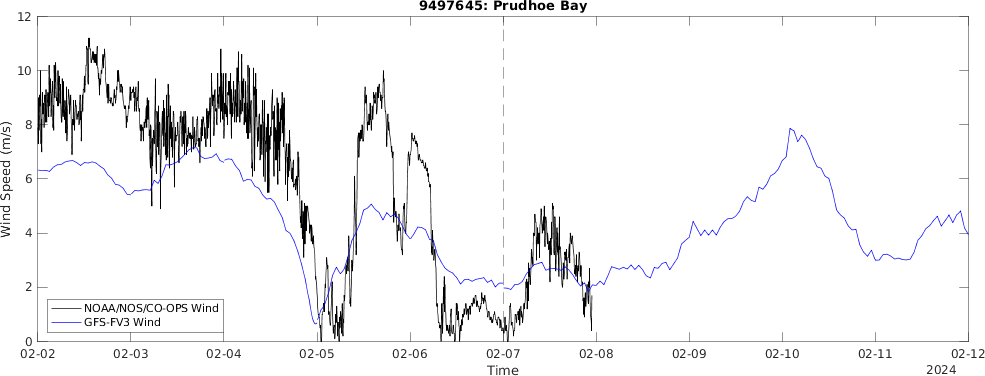 9497645: Prudhoe Bay
Wind Speed (m/s)
12
10
8
6
4
2
0
NOAA/NOS/CO-OPS Wind
GFS-FV3 Wind
02-02 02-03 02-04 02-05 02-06 02-07 02-08 02-09 02-10 02-11 02-12
Time
2024